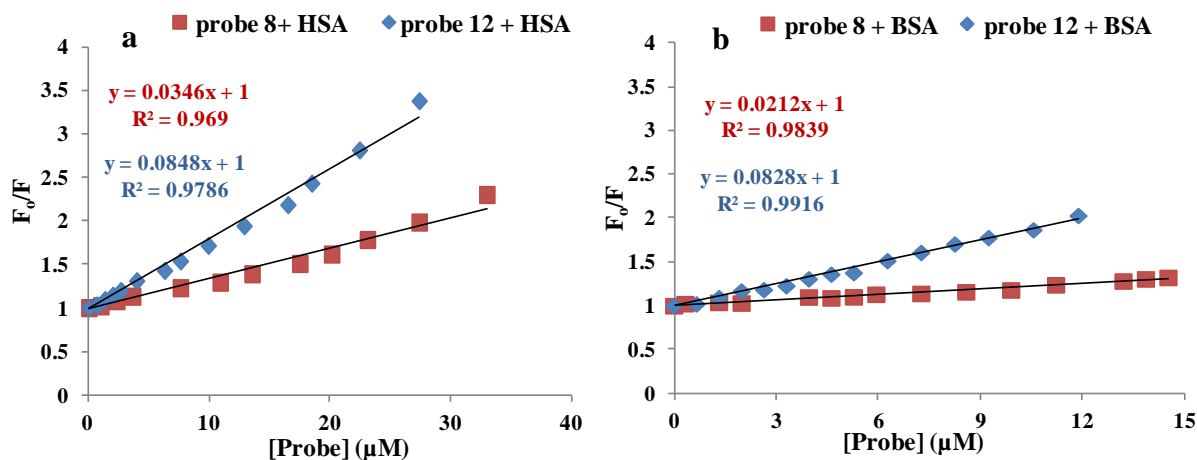 probe 8+ HSA probe 12 + HSA
a
4
3.5
3
2.5
2
1.5
1
0.5
0
y = 0.0346x + 1
R² = 0.969
y = 0.0848x + 1
R² = 0.9786
Fo/F
0 10 20 30 40
[Probe] (µM)
probe 8 + BSA probe 12 + BSA
b
4
3.5
3
2.5
2
1.5
1
0.5
0
y = 0.0212x + 1
R² = 0.9839
y = 0.0828x + 1
R² = 0.9916
Fo/F
0 3 6 9 12 15
[Probe] (µM)